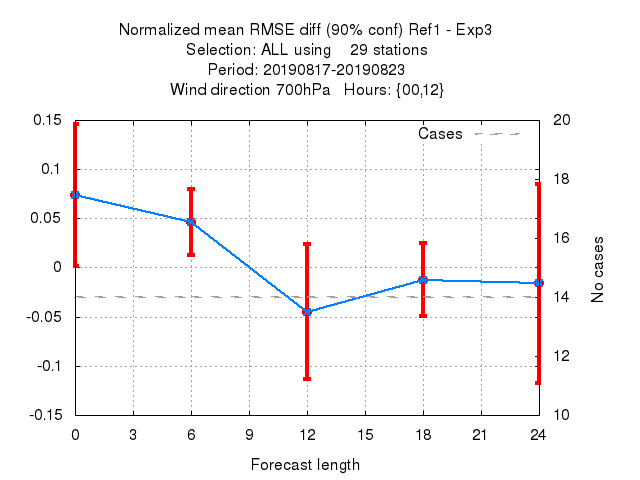 Normalized mean RMSE diff (90% conf) Ref1 - Exp3
Selection: ALL using    29 stations
Period: 20190817-20190823
Wind direction 700hPa   Hours: {00,12}
Cases
0.15
0.1
0.05
0
-0.05
-0.1
-0.15
20
18
16
14
12
10
No cases
0 3 6 9 12 15 18 21 24
Forecast length